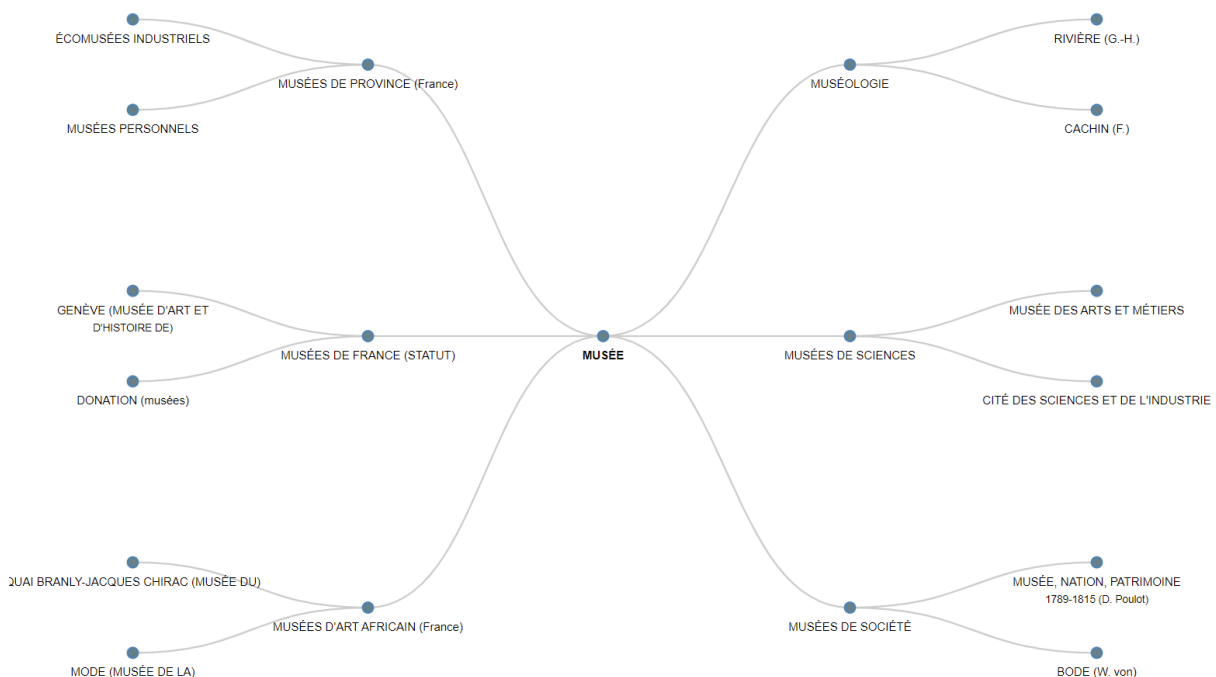 ÉCOMUSÉES INDUSTRIELS
RIVIÈRE (G.-H.)
MUSÉES DE PROVINCE (France)
MUSÉOLOGIE
MUSÉES PERSONNELS
CACHIN (F.)
GENÈVE (MUSÉE D'ART ET
D'HISTOIRE DE)
MUSÉE DES ARTS ET MÉTIERS
MUSÉES DE FRANCE (STATUT)
MUSÉE
MUSÉES DE SCIENCES
DONATION (musées)
CITÉ DES SCIENCES ET DE L'INDUSTRIE
QUAI BRANLY-JACQUES CHIRAC (MUSÉE DU)
MUSÉE, NATION, PATRIMOINE
1789-1815 (D. Poulot)
MUSÉES D'ART AFRICAIN (France)
MUSÉES DE SOCIÉTÉ
MODE (MUSÉE DE LA)
BODE (W. von)